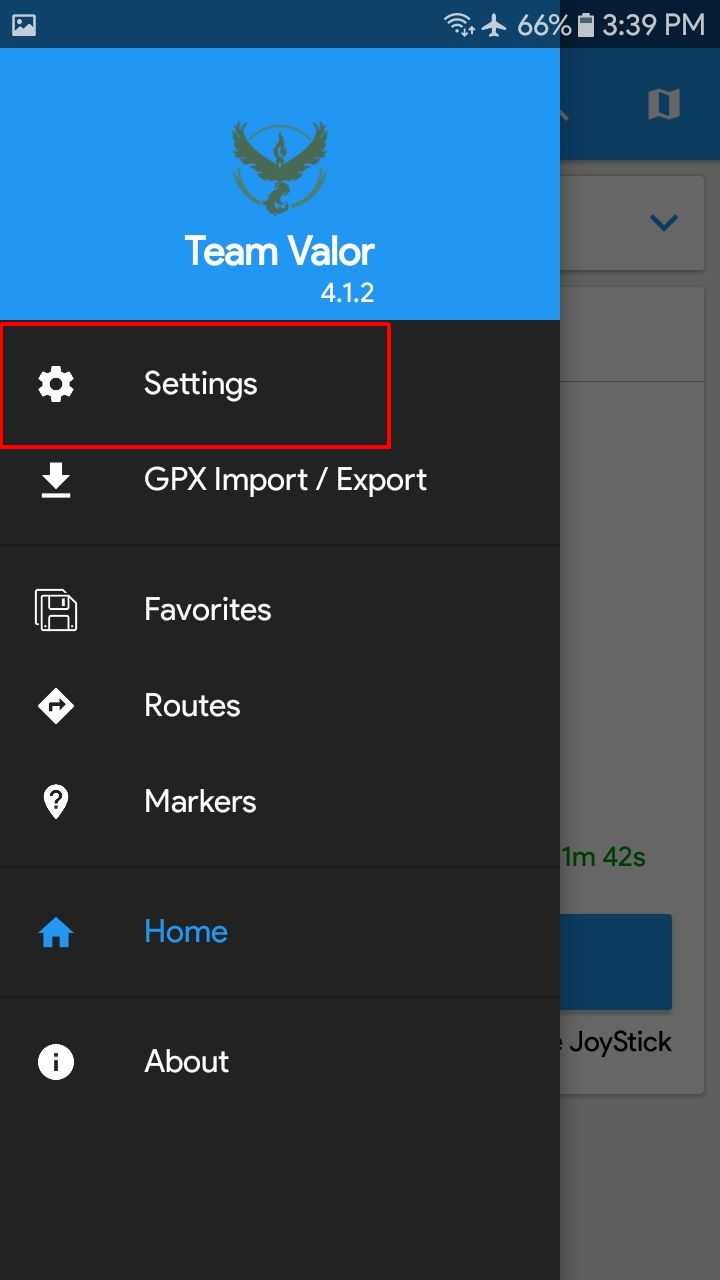 66% 3:39 PM
Team Valor
4.1.2
Settings
GPX Import / Export
Favorites
Routes
Markers
1m 42s
Home
JoyStick
About